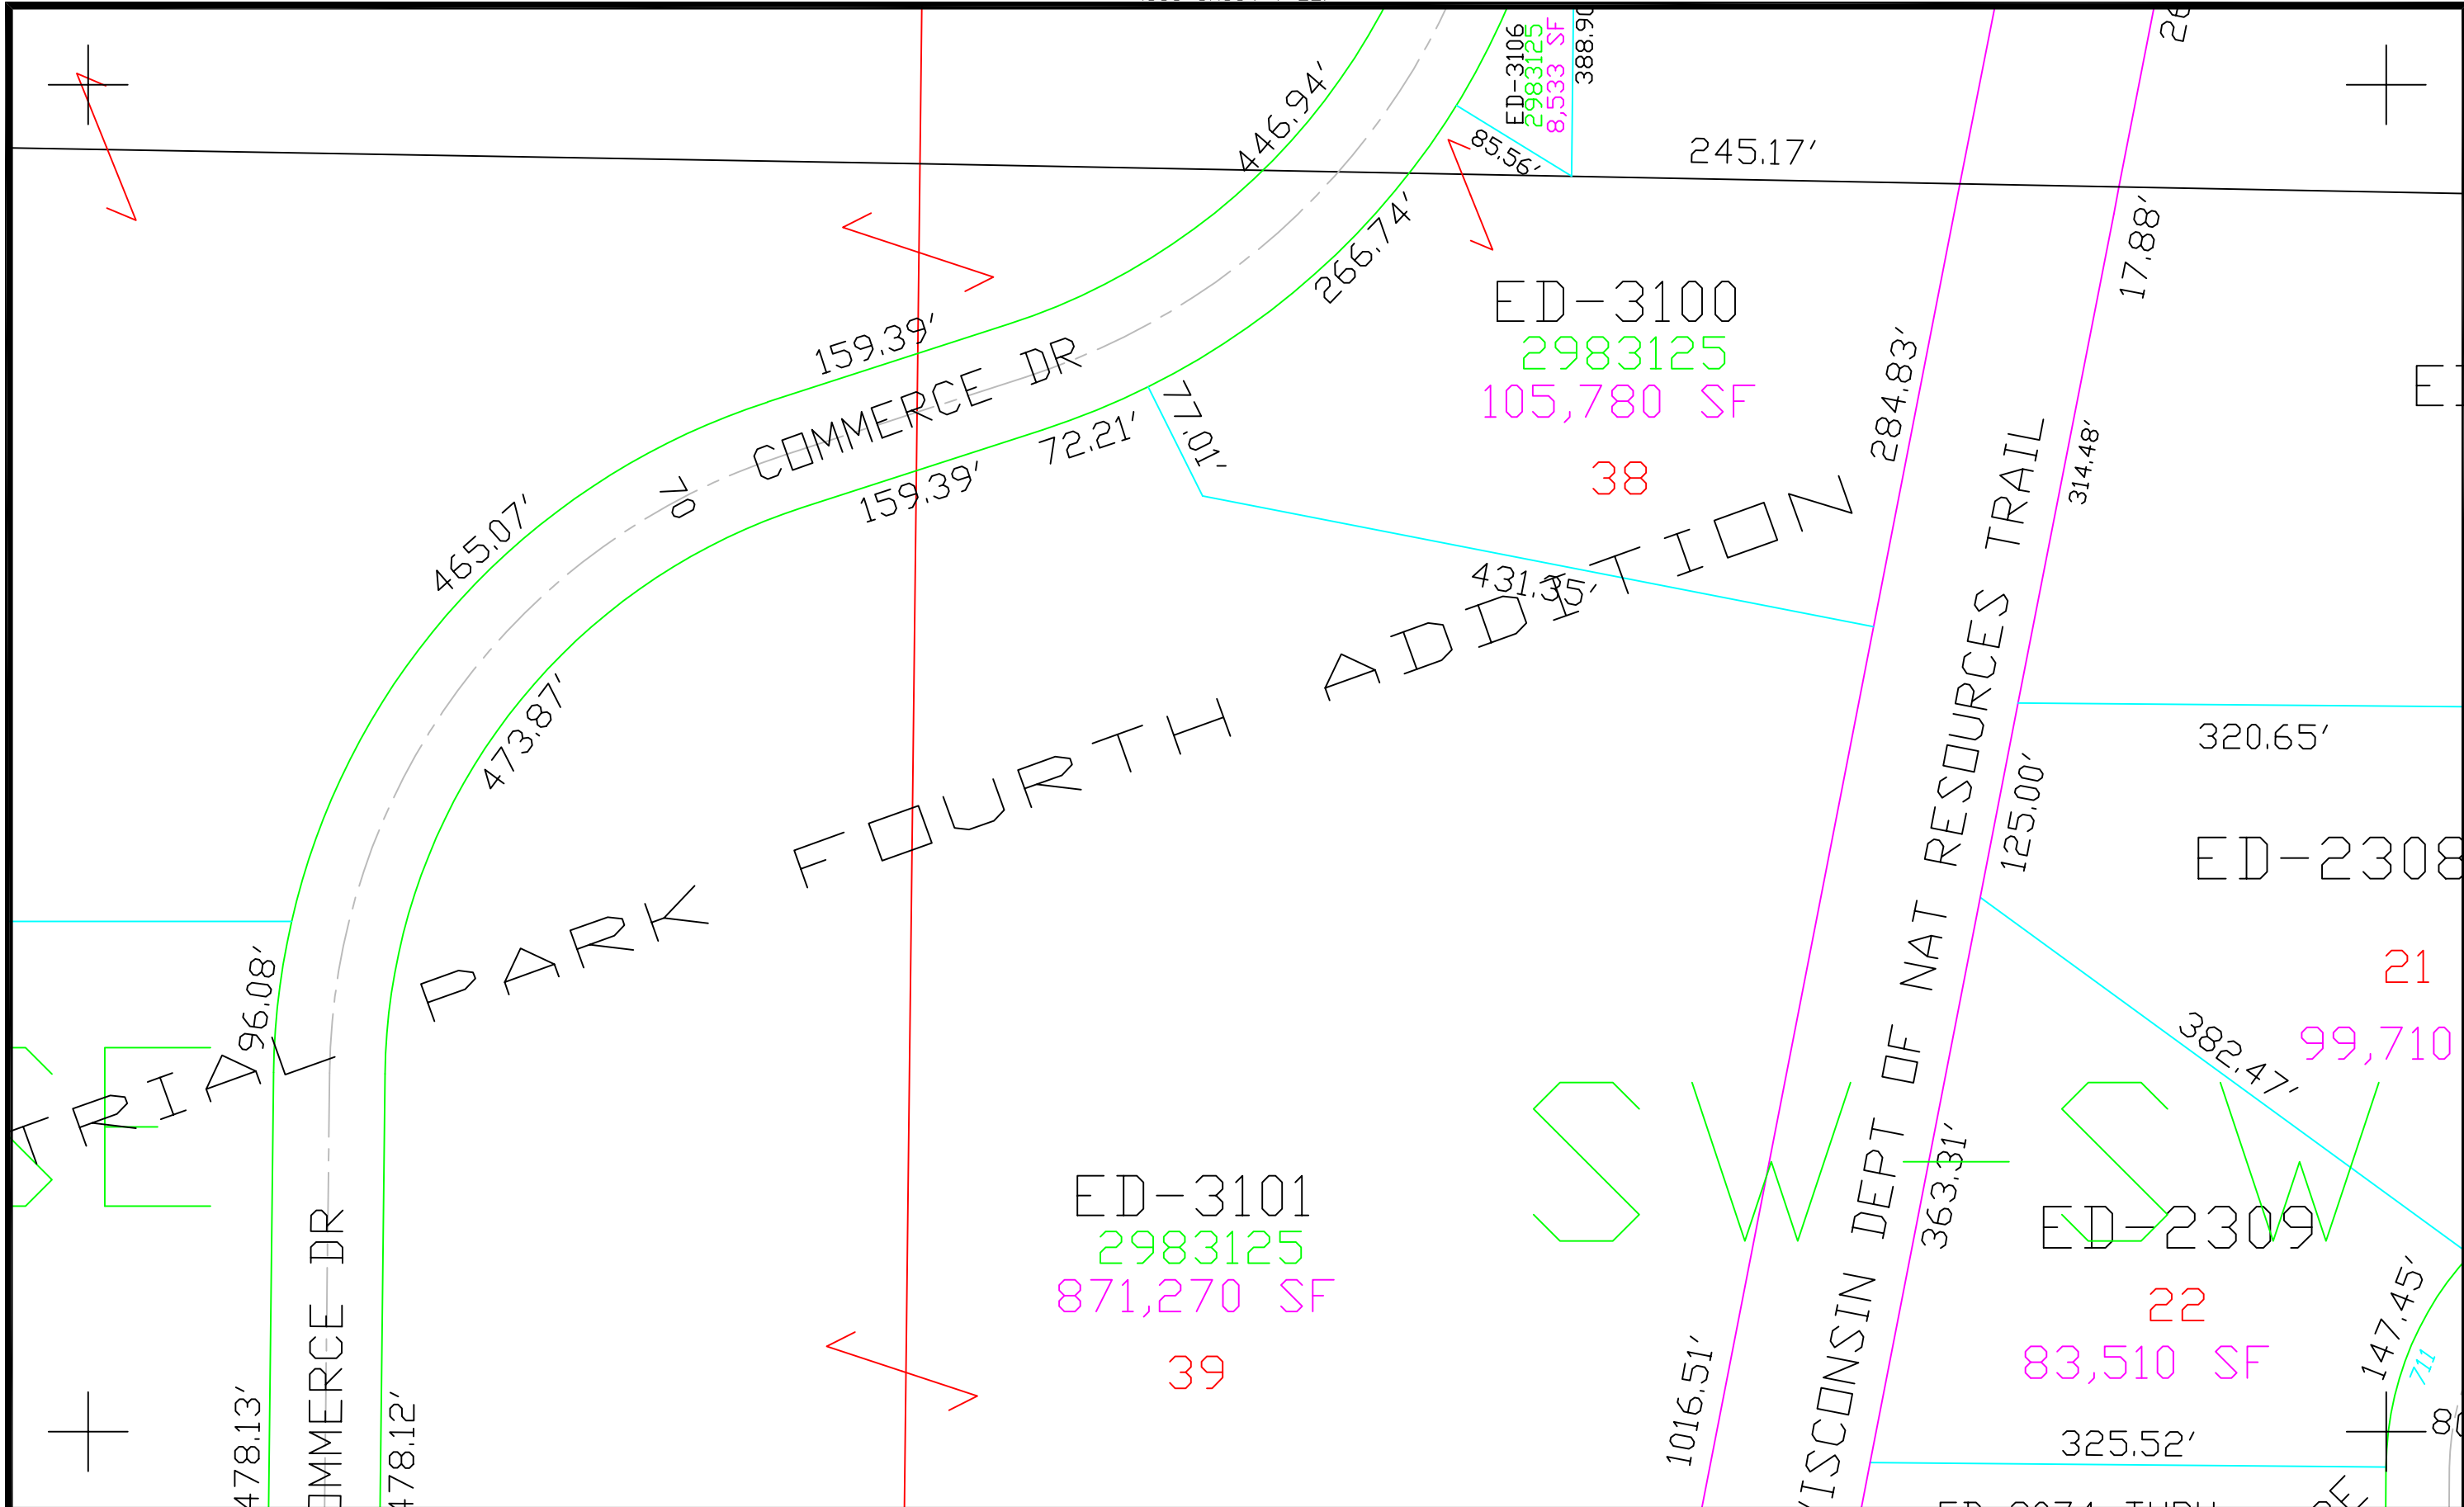 ED-3106
2983125
8,533 SF
388.90
446.94'
85.56'
245.17'
17.88'
266.74'
ED-3100
2983125
105,780 SF
38
284.83'
159.39'
COMMERCE DR
70
77.01'
72.21'
159.39'
314.48'
465.07'
431.35'
473.87'
320.65'
125.00'
PARK FOURTH ADDITION
DEPT OF NAT RESOURCES TRAIL
ED-2308
21
99,710
382.47'
96.08'
SE
TRIAL
SW-SW
363.31'
ED-3101
2983125
871,270 SF
39
ED-2309
22
83,510 SF
147.45'
711
1016.51'
325.52'
478.13'
478.12'
OMMERCE DR
ISCONSIN